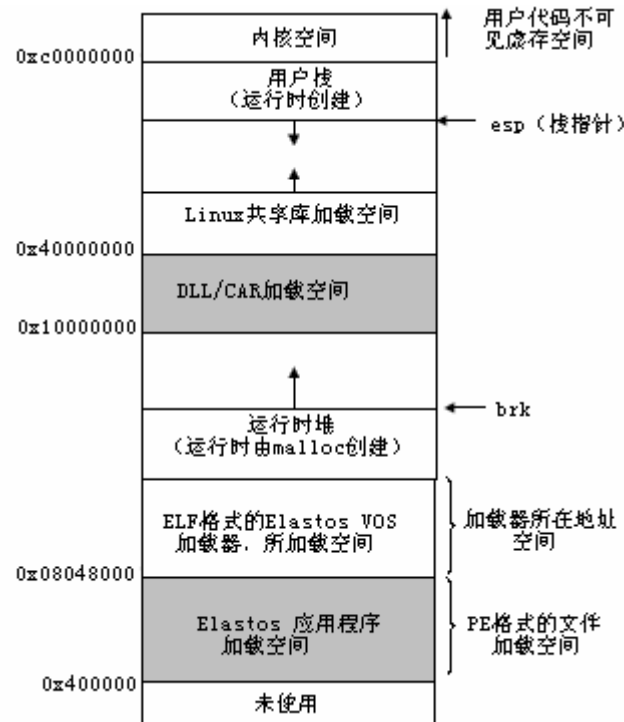 用户代码不可
见虚存空间
内核空间
0xc0000000
用户栈
(运行时创建)
esp (栈指针)
Linux共享库加载空间
0x40000000
DLL/CAR加载空间
0x10000000
brk
运行时堆
(运行时由malloc创建)
ELF格式的Elastos VOS
加载器．所加载空间
加载器所在地址
空间
0x08048000
Elastos 应用程序
加载空间
PE格式的文件
加载空间
0x400000
未使用